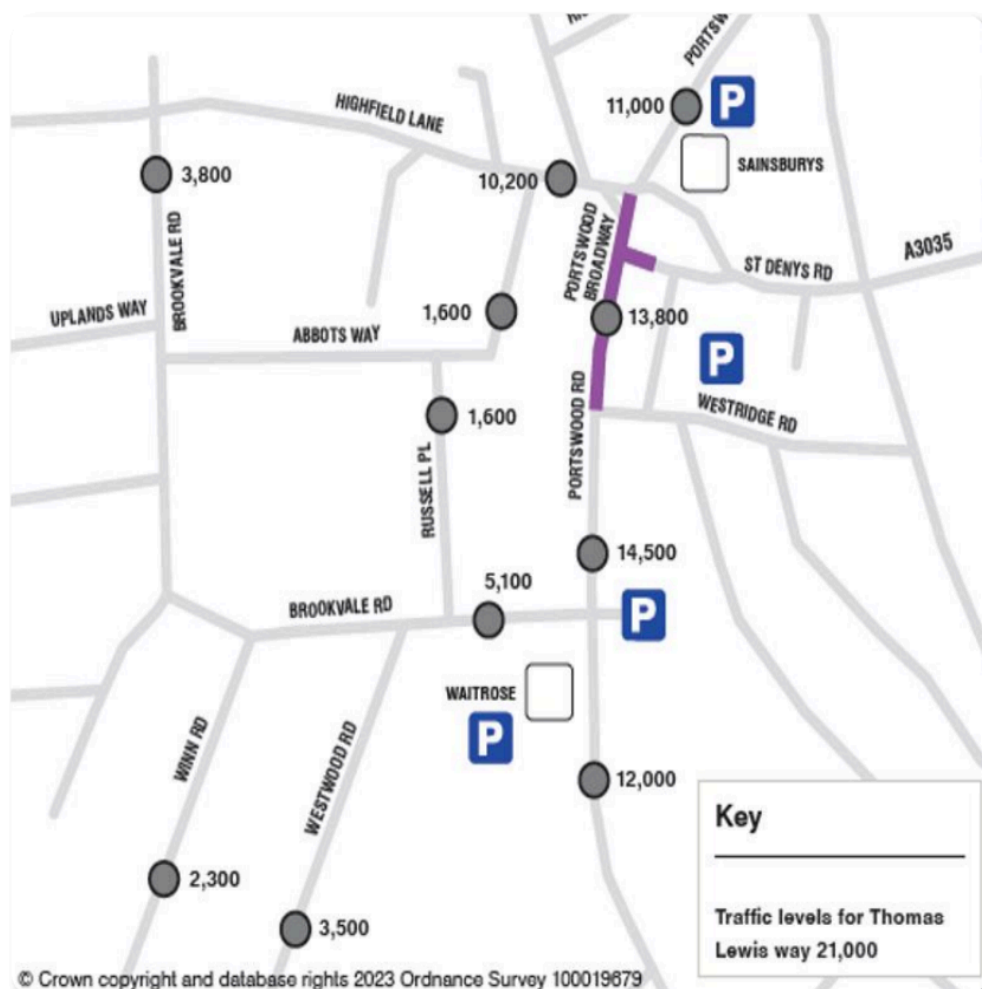 PORTSW
HIGHFIELD LANE
11,000
P
SAINSBURYS
3,800
10,200
BROOKVALE RD
PORTSWOOD
BROADWAY
ST DENYS RD
A3035
UPLANDS WAY
ABBOTS WAY
1,600
13,800
P
WESTRIDGE RD
1,600
PORTSWOOD RD
RUSSELL PL
14,500
5,100
BROOKVALE RD
P
WAITROSE
P
WINN RD
WESTWOOD RD
12,000
Key
Traffic levels for Thomas
Lewis way 21,000
2,300
3,500
© Crown copyright and database rights 2023 Ordnance Survey 100019679